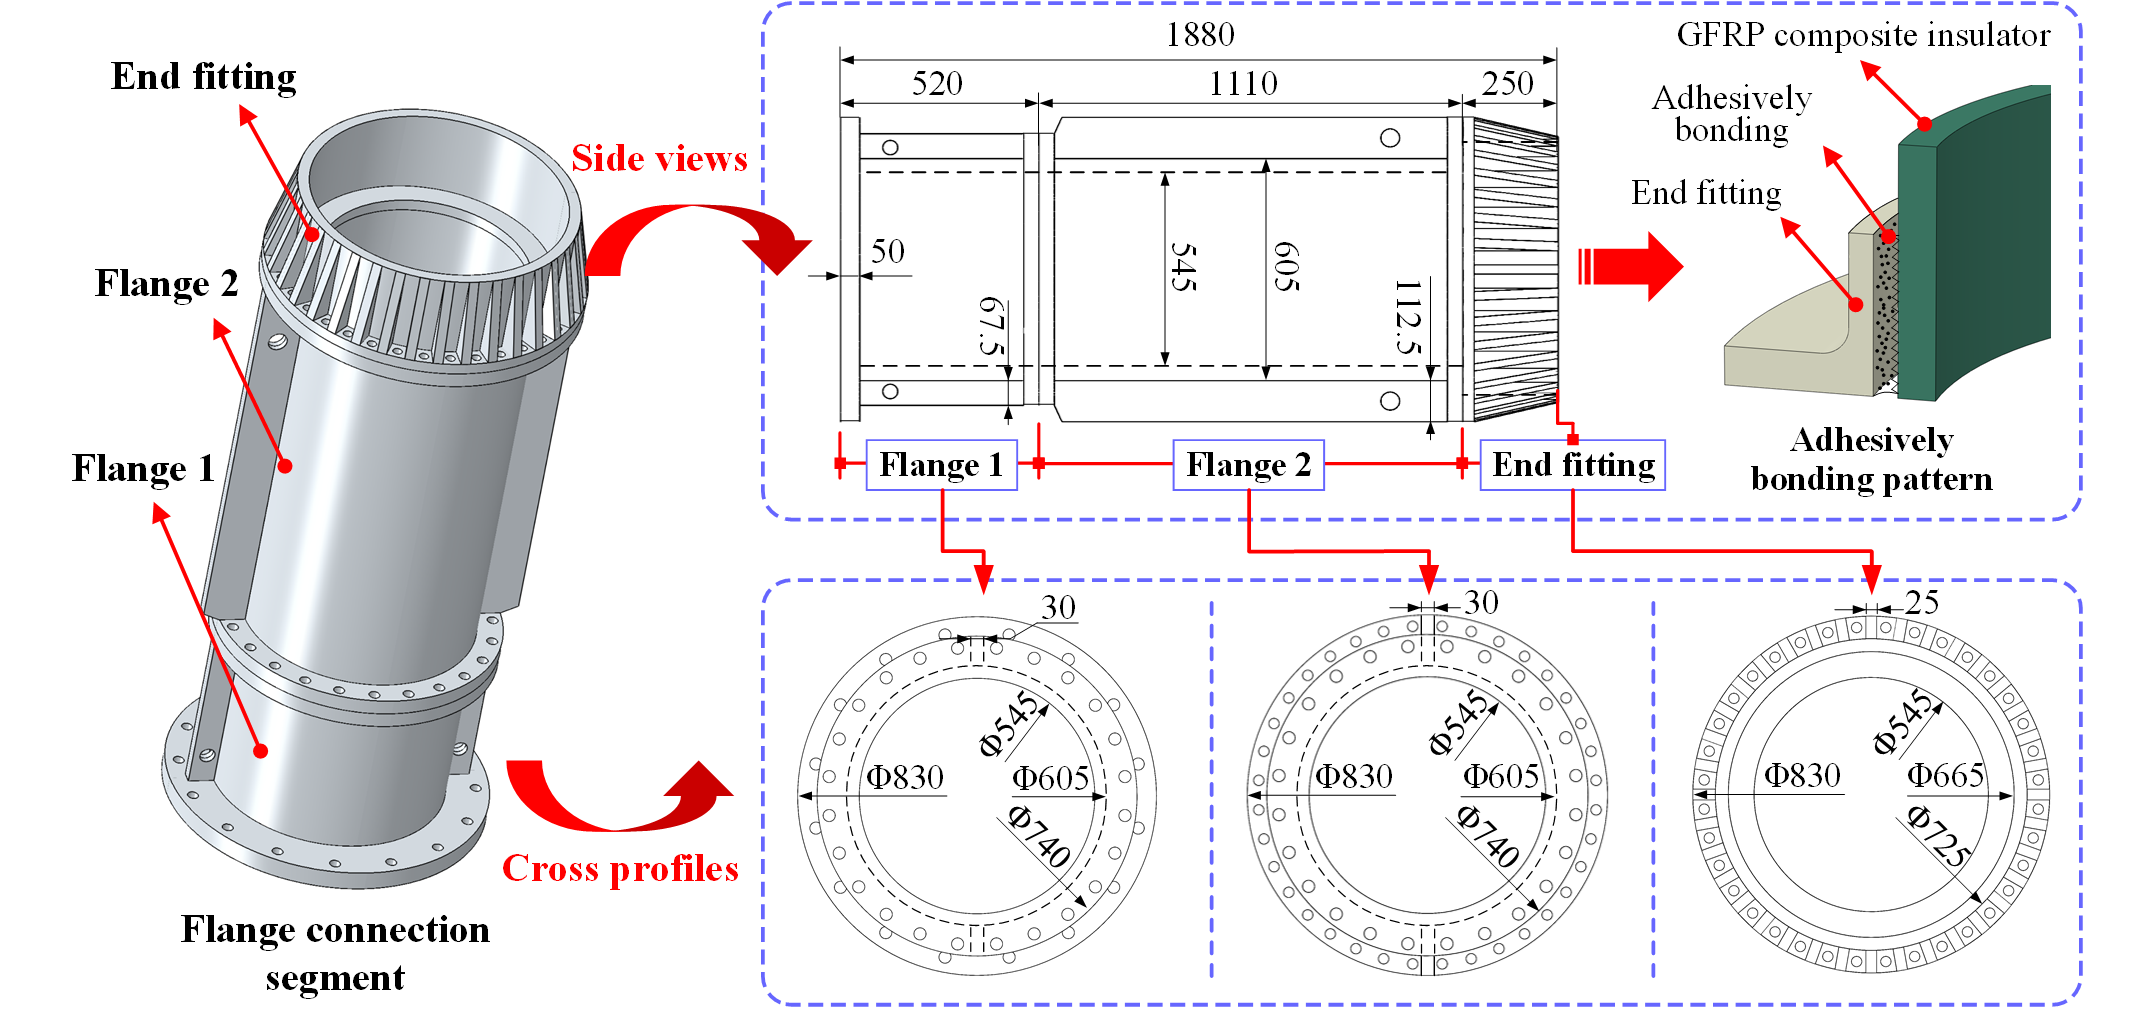 End fitting
Flange 2
Flange 1
Flange connection
segment
Side views
Cross profiles
1880
520
1110
250
50
67.5
545
605
112.5
Flange 1
Flange 2
End fitting
GFRP composite insulator
Adhesively
bonding
End fitting
Adhesively
bonding pattern
30
Φ545
Φ830
Φ605
Φ740
30
Φ545
Φ830
Φ605
Φ740
25
Φ545
Φ830
Φ665
Φ725